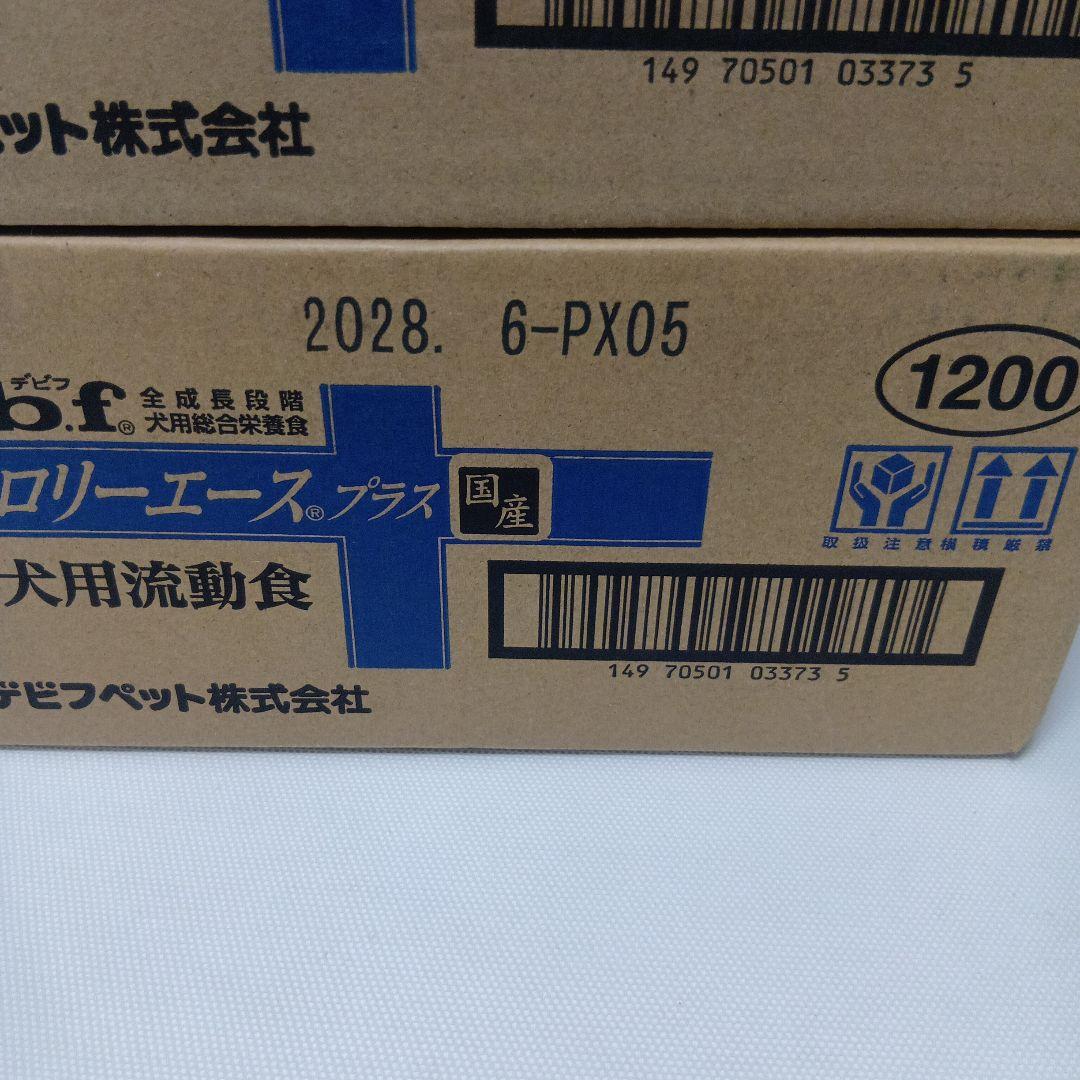 149 70501 03373 5
ペット株式会社
2028. 6-PX05
デビフ
b.f®
全成長段階
犬用総合栄養食
1200
ロリーエース®プラス
国産
取扱注意 横積厳禁
犬用流動食
149 70501 03373 5
デビフペット株式会社